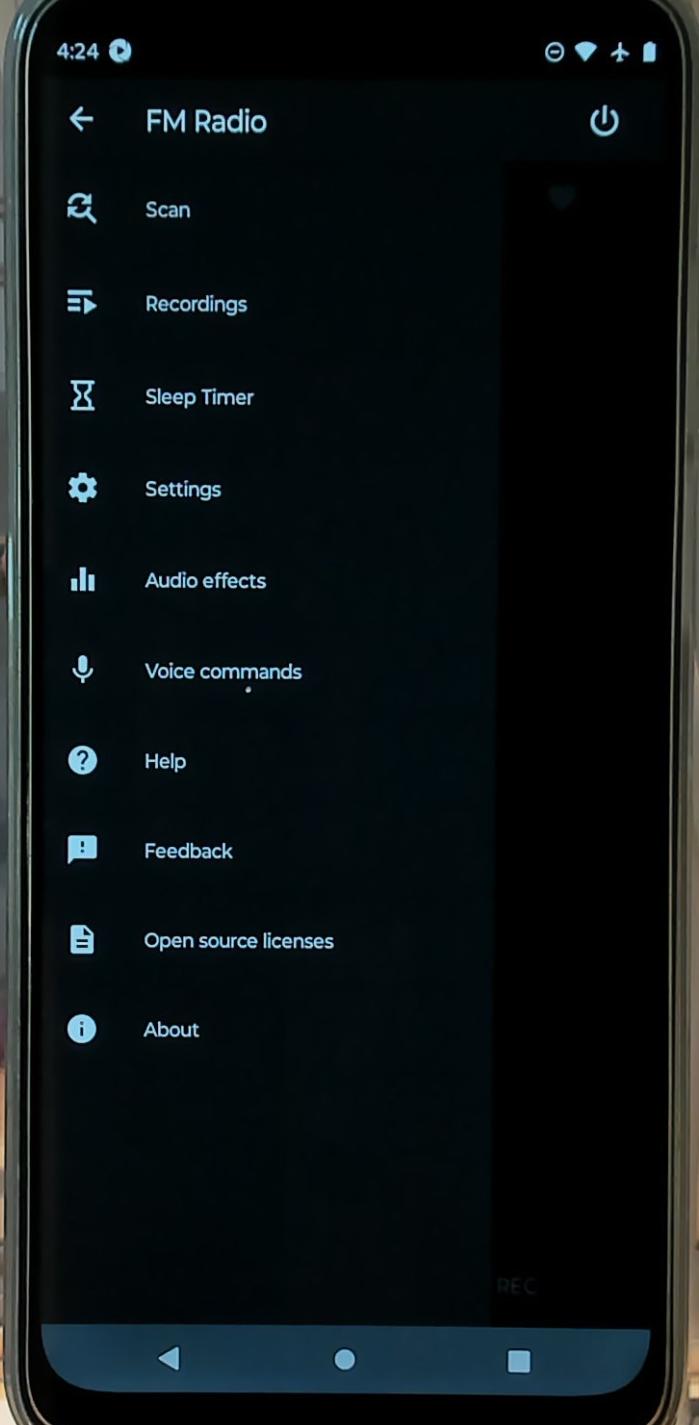 4:24
FM Radio
Scan
Recordings
Sleep Timer
Settings
Audio effects
Voice commands
Help
Feedback
Open source licenses
About
REC